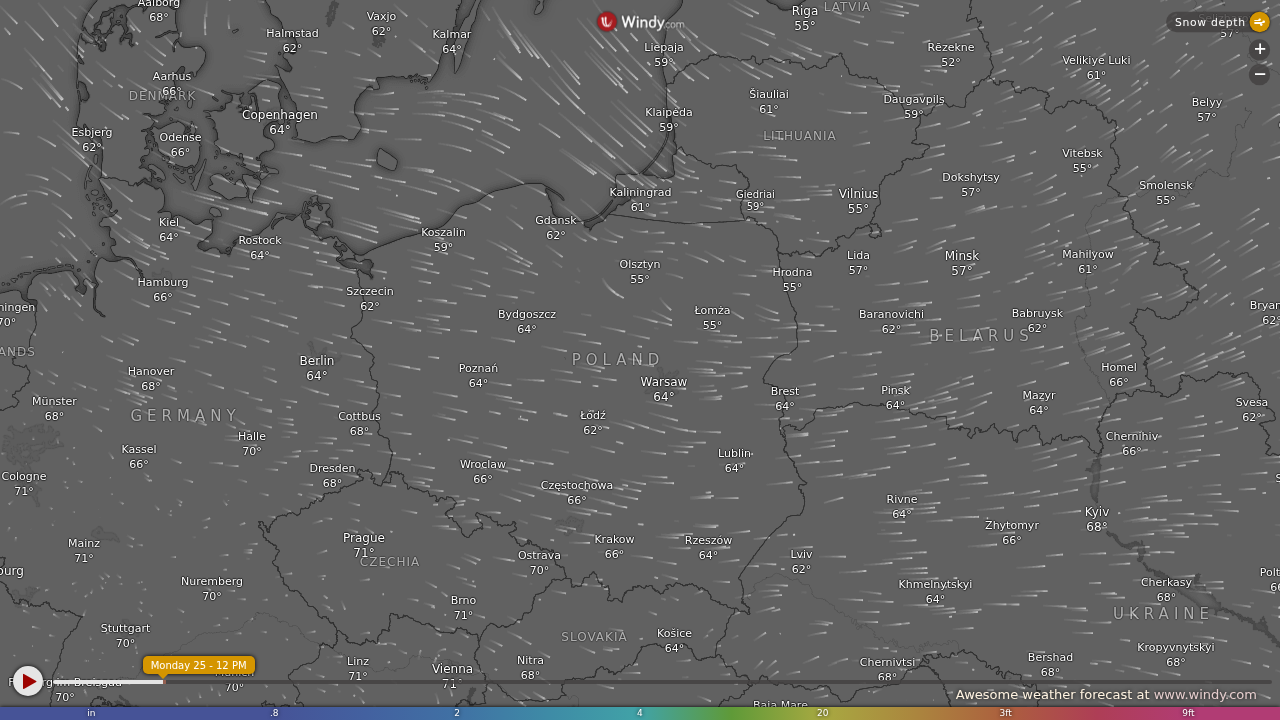 Aalborg
68°
Vaxjo
62°
Halmstad
62°
Kalmar
64°
Windy.com
Riga
55°
LATVIA
Snow depth
57°
Liepaja
59°
Rēzekne
52°
Velikiye Luki
61°
+
−
Aarhus
66°
DENMARK
Copenhagen
64°
Klaipėda
59°
Šiauliai
61°
Daugavpils
59°
Belyy
57°
Esbjerg
62°
Odense
66°
LITHUANIA
Vitebsk
55°
Kaliningrad
61°
Giedriai
59°
Vilnius
55°
Dokshytsy
57°
Smolensk
55°
Kiel
64°
Rostock
64°
Koszalin
59°
Gdansk
62°
Olsztyn
55°
Hrodna
55°
Lida
57°
Minsk
57°
Mahilyow
61°
Hamburg
66°
Szczecin
62°
Bydgoszcz
64°
Łomża
55°
Baranovichi
62°
Babruysk
62°
BELARUS
ningen
70°
ANDS
Hanover
68°
Berlin
64°
Poznań
64°
POLAND
Warsaw
64°
Brest
64°
Pinsk
64°
Homel
66°
Mazyr
64°
Svesa
62°
Münster
68°
GERMANY
Cottbus
68°
Łódź
62°
Halle
70°
Kassel
66°
Chernihiv
66°
Cologne
71°
Dresden
68°
Wroclaw
66°
Częstochowa
66°
Lublin
64°
Rivne
64°
Zhytomyr
66°
Kyiv
68°
Mainz
71°
Prague
71°
CZECHIA
Ostrava
70°
Krakow
66°
Rzeszów
64°
Lviv
62°
Khmelnytskyi
64°
Cherkasy
68°
burg
Nuremberg
70°
Brno
71°
UKRAINE
Stuttgart
70°
SLOVAKIA
Košice
64°
Linz
71°
Vienna
71°
Nitra
68°
Chernivtsi
68°
Bershad
68°
Kropyvnytskyi
68°
Monday 25 - 12 PM
70°
70°
Baia Mare
Awesome weather forecast at www.windy.com
in .8 2 4 20 3ft 9ft